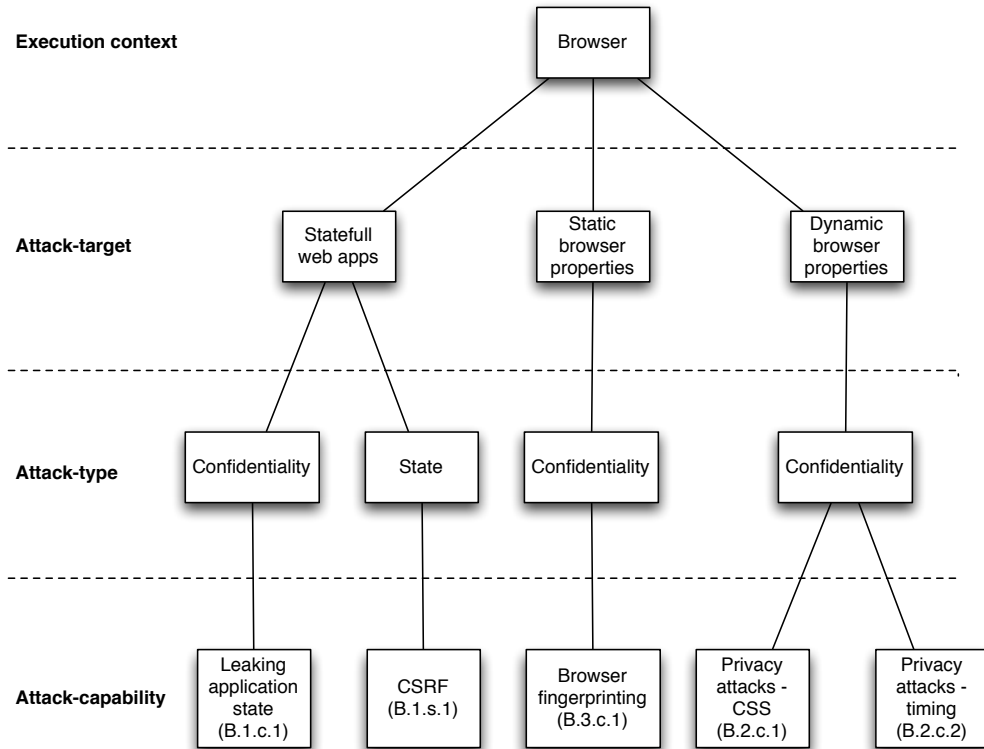 Execution context
Browser
Attack-target
Statefull
web apps
Static
browser
properties
Dynamic
browser
properties
Attack-type
Confidentiality
State
Confidentiality
Confidentiality
Attack-capability
Leaking
application
state
(B.1.c.1)
CSRF
(B.1.s.1)
Browser
fingerprinting
(B.3.c.1)
Privacy
attacks -
CSS
(B.2.c.1)
Privacy
attacks -
timing
(B.2.c.2)